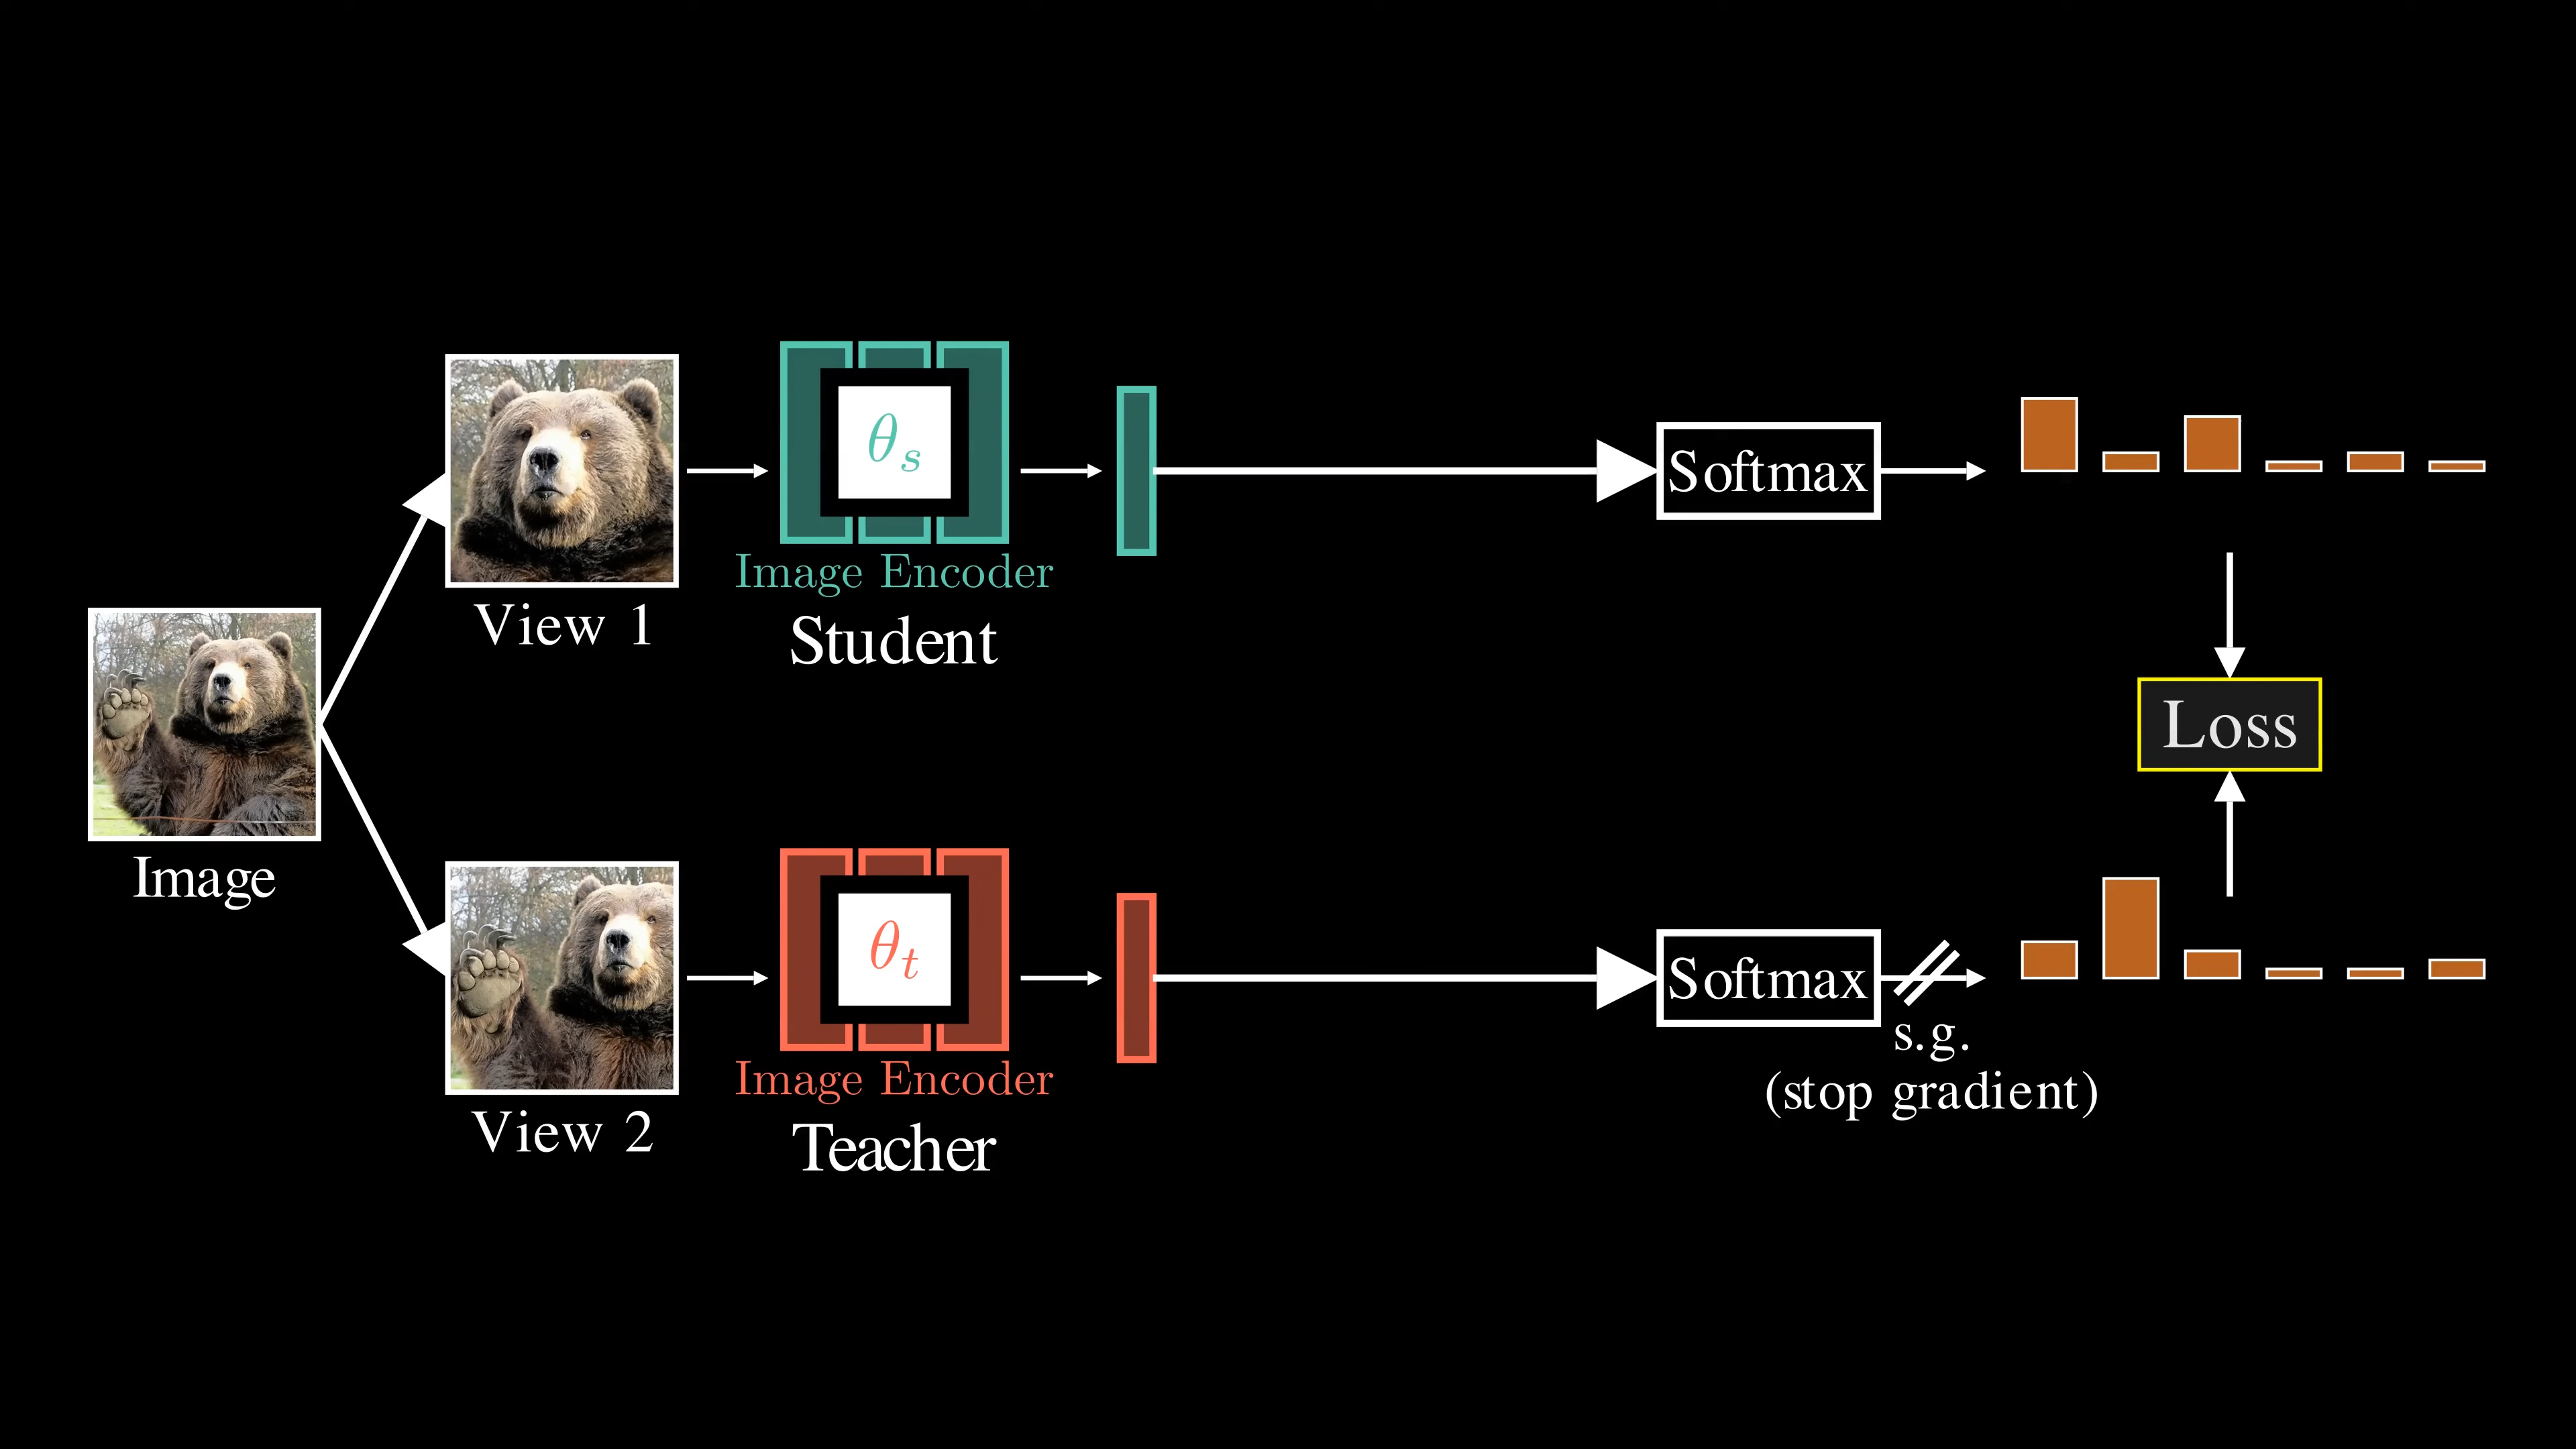 Image
View 1
θs
Image Encoder
Student
Softmax
Loss
View 2
θt
Image Encoder
Teacher
Softmax
s.g.
(stop gradient)